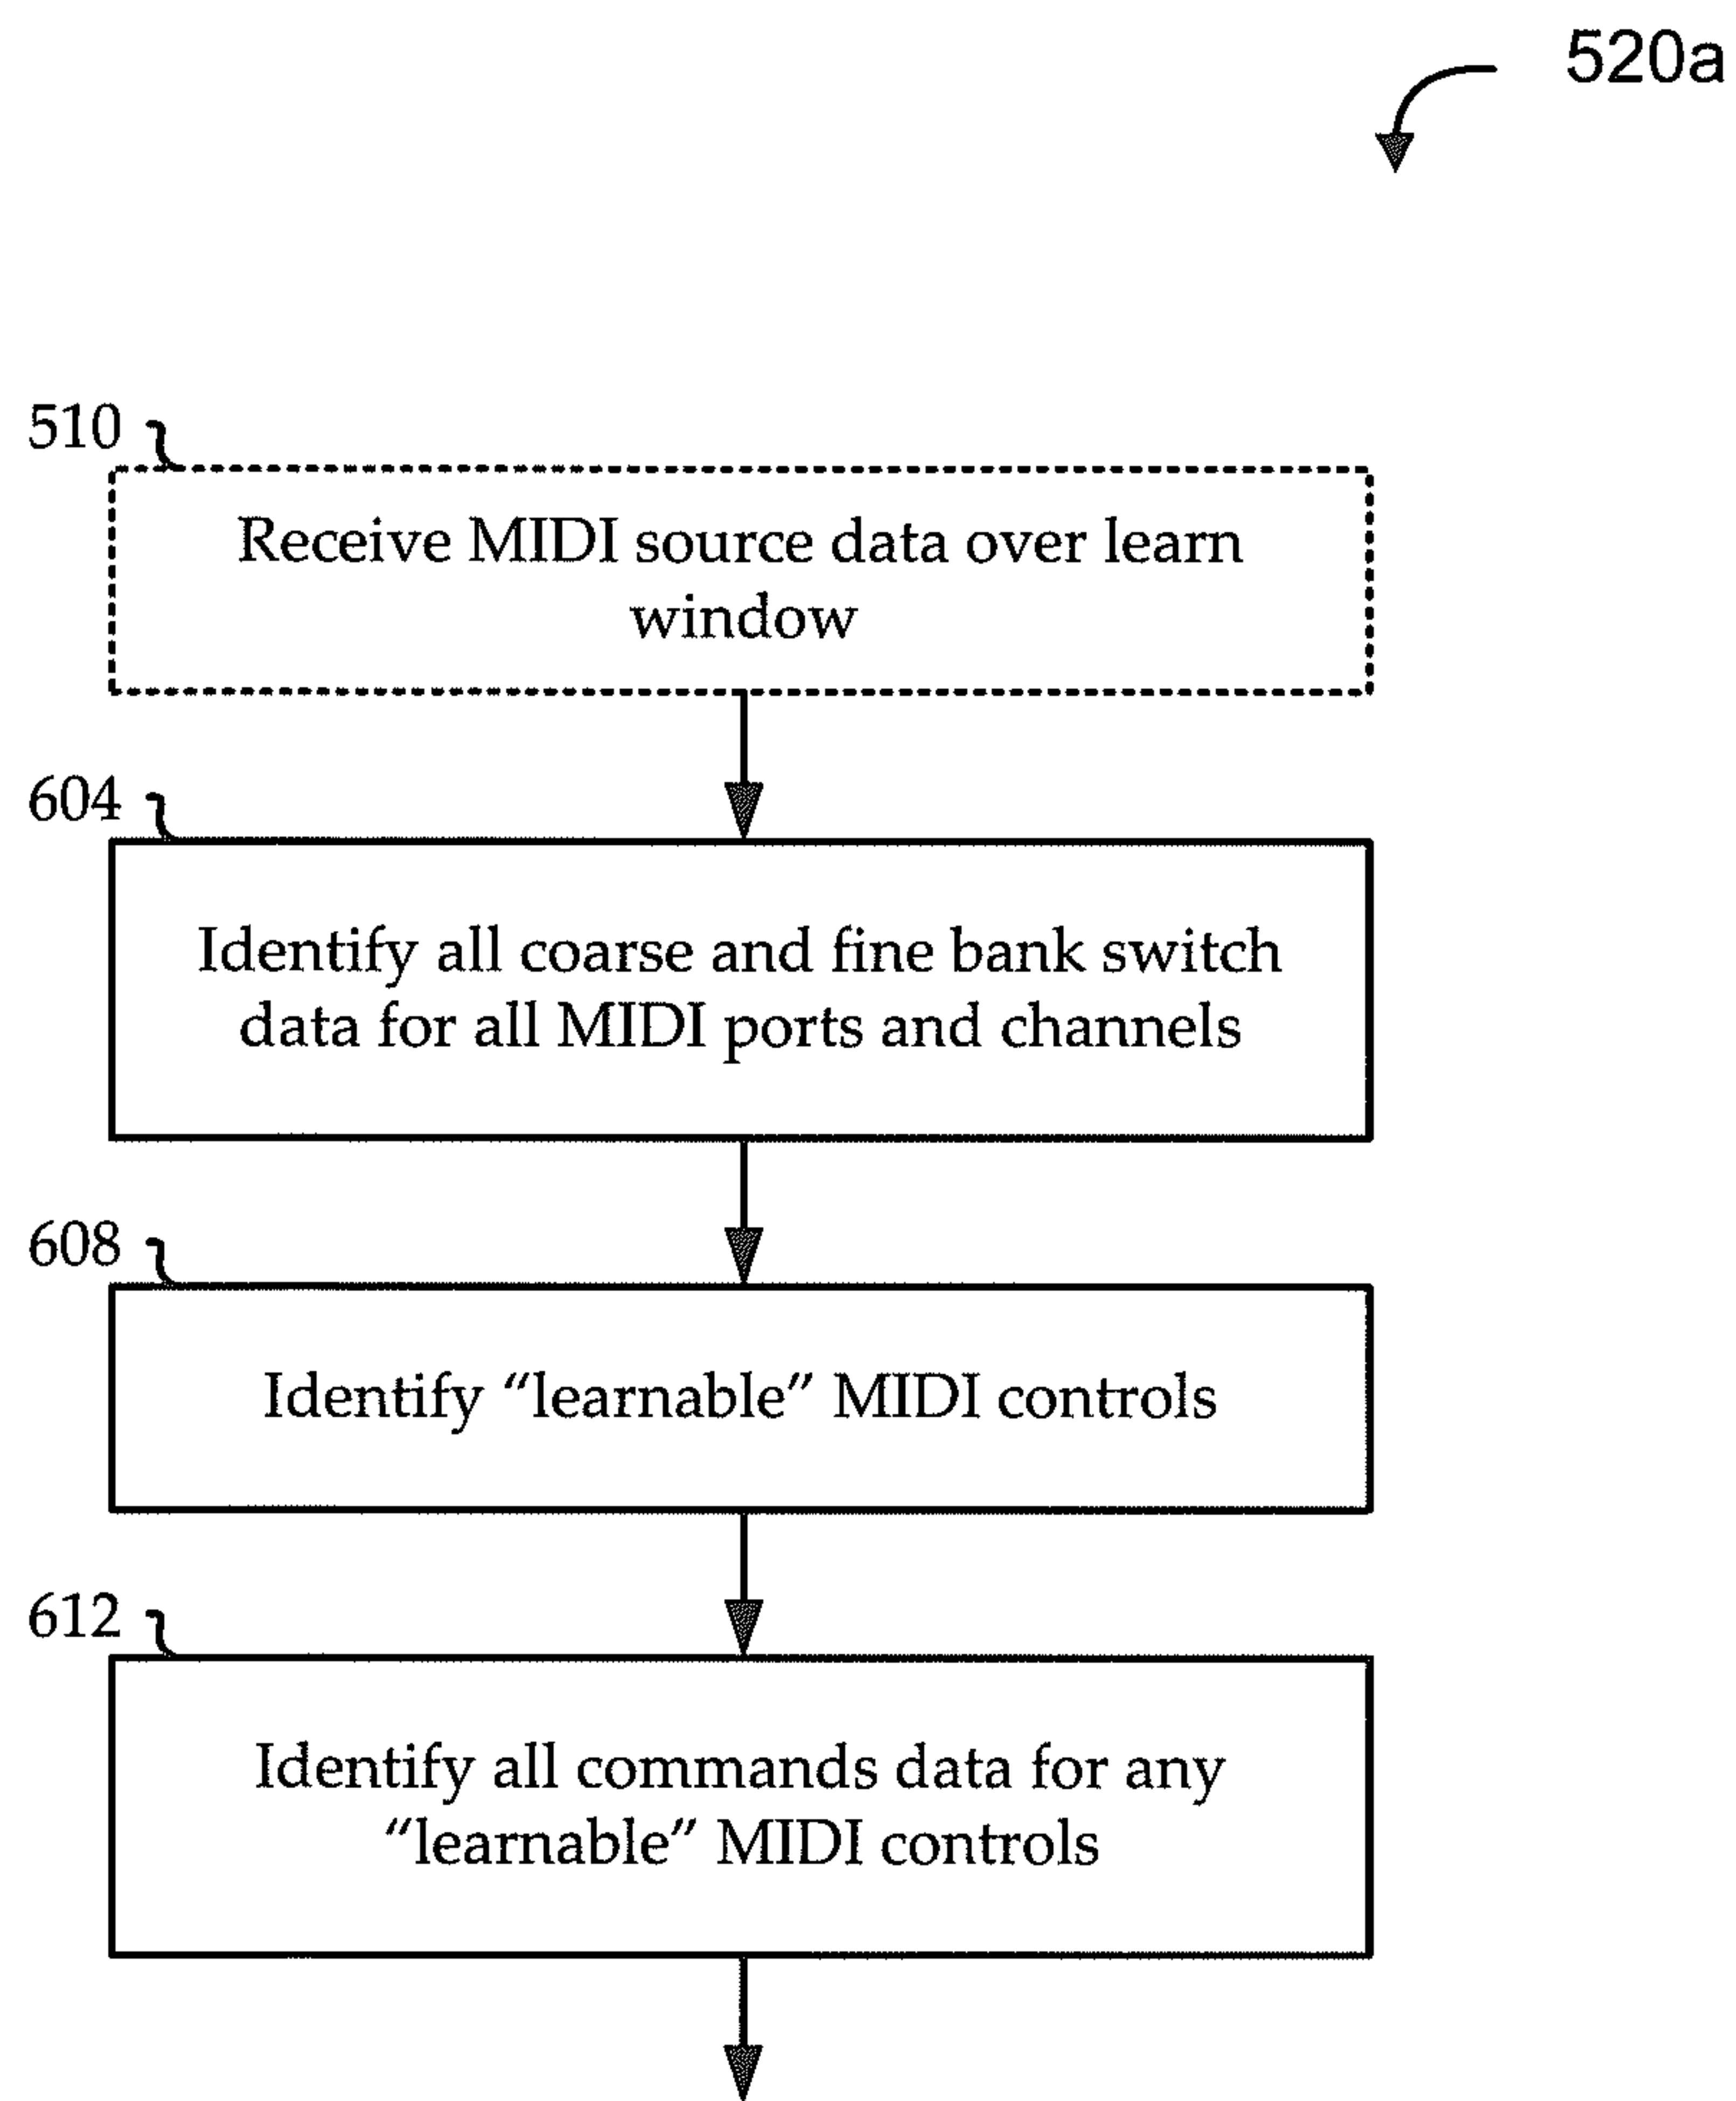 520a
510
Receive MIDI source data over learn
window
604
Identify all coarse and fine bank switch
data for all MIDI ports and channels
608
Identify “learnable” MIDI controls
612
Identify all commands data for any
“learnable” MIDI controls